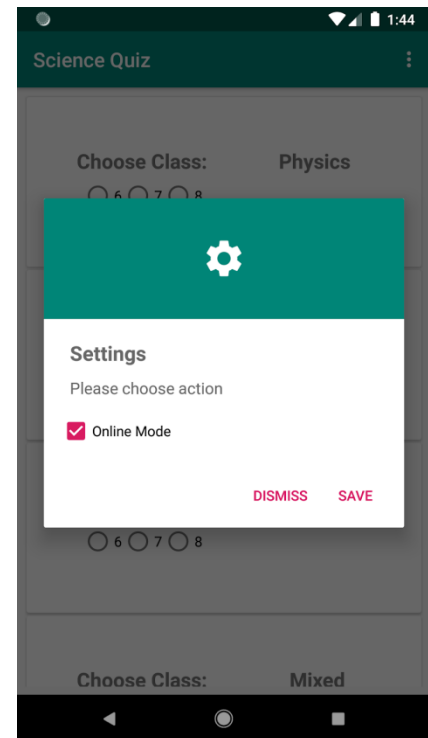 1:44
Science Quiz
Choose Class: Physics
6 7 8
Settings
Please choose action
Online Mode
DISMISS SAVE
6 7 8
Choose Class: Mixed